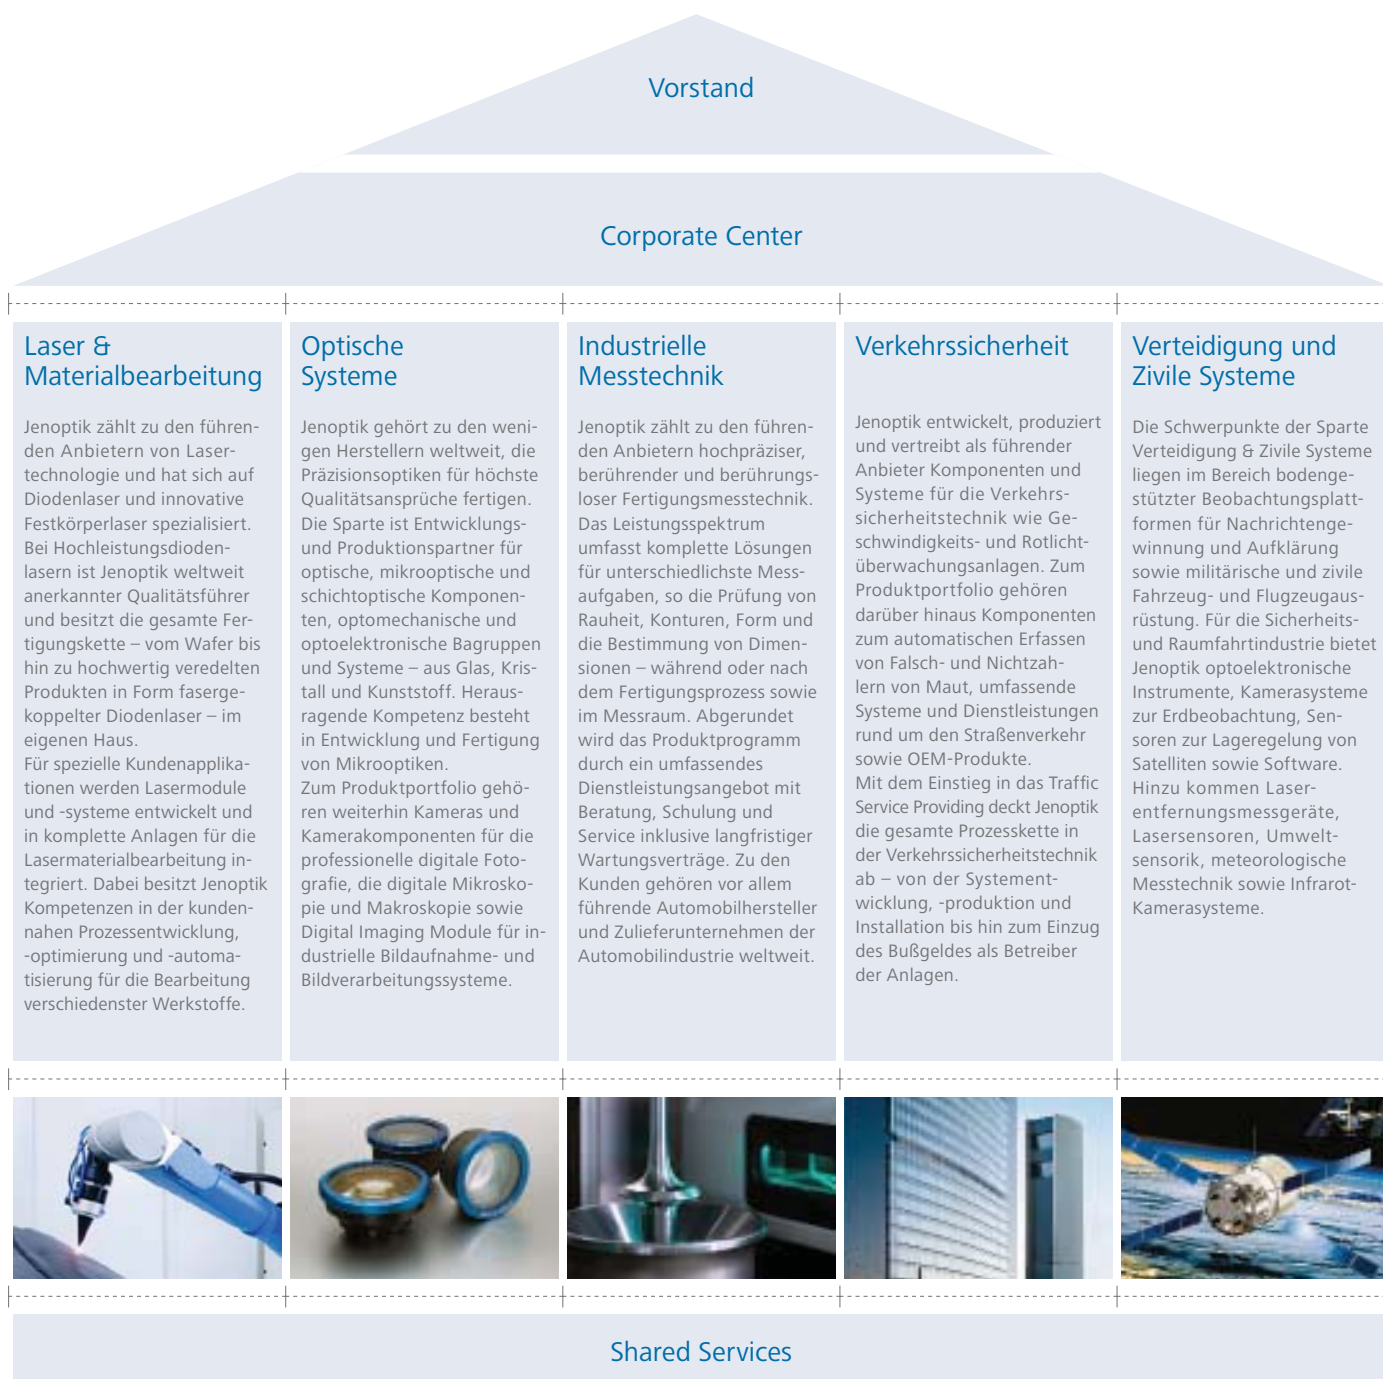 Vorstand
Corporate Center
Laser &
Materialbearbeitung
Jenoptik zählt zu den führen-
den Anbietern von Laser-
technologie und hat sich auf
Diodenlaser und innovative
Festkörperlaser spezialisiert.
Bei Hochleistungsdioden-
lasern ist Jenoptik weltweit
anerkannter Qualitätsführer
und besitzt die gesamte Fer-
tigungskette – vom Wafer bis
hin zu hochwertig veredelten
Produkten in Form faserge-
koppelter Diodenlaser – im
eigenen Haus.
Für spezielle Kundenapplika-
tionen werden Lasermodule
und -systeme entwickelt und
in komplette Anlagen für die
Lasermaterialbearbeitung in-
tegriert. Dabei besitzt Jenoptik
Kompetenzen in der kunden-
nahen Prozessentwicklung,
-optimierung und -automa-
tisierung für die Bearbeitung
verschiedenster Werkstoffe.
Optische
Systeme
Jenoptik gehört zu den weni-
gen Herstellern weltweit, die
Präzisionsoptiken für höchste
Qualitätsansprüche fertigen.
Die Sparte ist Entwicklungs-
und Produktionspartner für
optische, mikrooptische und
schichtoptische Komponen-
ten, optomechanische und
optoelektronische Bagruppen
und Systeme – aus Glas, Kris-
tall und Kunststoff. Heraus-
ragende Kompetenz besteht
in Entwicklung und Fertigung
von Mikrooptiken.
Zum Produktportfolio gehö-
ren weiterhin Kameras und
Kamerakomponenten für die
professionelle digitale Foto-
grafie, die digitale Mikrosko-
pie und Makroskopie sowie
Digital Imaging Module für in-
dustrielle Bildaufnahme- und
Bildverarbeitungssysteme.
Industrielle
Messtechnik
Jenoptik zählt zu den führen-
den Anbietern hochpräziser,
berührender und berührungs-
loser Fertigungsmesstechnik.
Das Leistungsspektrum
umfasst komplette Lösungen
für unterschiedlichste Mess-
aufgaben, so die Prüfung von
Rauheit, Konturen, Form und
die Bestimmung von Dimen-
sionen – während oder nach
dem Fertigungsprozess sowie
im Messraum. Abgerundet
wird das Produktprogramm
durch ein umfassendes
Dienstleistungsangebot mit
Beratung, Schulung und
Service inklusive langfristiger
Wartungsverträge. Zu den
Kunden gehören vor allem
führende Automobilhersteller
und Zulieferunternehmen der
Automobilindustrie weltweit.
Verkehrssicherheit
Jenoptik entwickelt, produziert
und vertreibt als führender
Anbieter Komponenten und
Systeme für die Verkehrs-
sicherheitstechnik wie Ge-
schwindigkeits- und Rotlicht-
überwachungsanlagen. Zum
Produktportfolio gehören
darüber hinaus Komponenten
zum automatischen Erfassen
von Falsch- und Nichtzah-
lern von Maut, umfassende
Systeme und Dienstleistungen
rund um den Straßenverkehr
sowie OEM-Produkte.
Mit dem Einstieg in das Traffic
Service Providing deckt Jenoptik
die gesamte Prozesskette in
der Verkehrssicherheitstechnik
ab – von der Systement-
wicklung, -produktion und
Installation bis hin zum Einzug
des Bußgeldes als Betreiber
der Anlagen.
Verteidigung und
Zivile Systeme
Die Schwerpunkte der Sparte
Verteidigung & Zivile Systeme
liegen im Bereich bodenge-
stützter Beobachtungsplatt-
formen für Nachrichtenge-
winnung und Aufklärung
sowie militärische und zivile
Fahrzeug- und Flugzeugaus-
rüstung. Für die Sicherheits-
und Raumfahrtindustrie bietet
Jenoptik optoelektronische
Instrumente, Kamerasysteme
zur Erdbeobachtung, Sen-
soren zur Lageregelung von
Satelliten sowie Software.
Hinzu kommen Laser-
entfernungsmessgeräte,
Lasersensoren, Umwelt-
sensorik, meteorologische
Messtechnik sowie Infrarot-
Kamerasysteme.
Shared Services